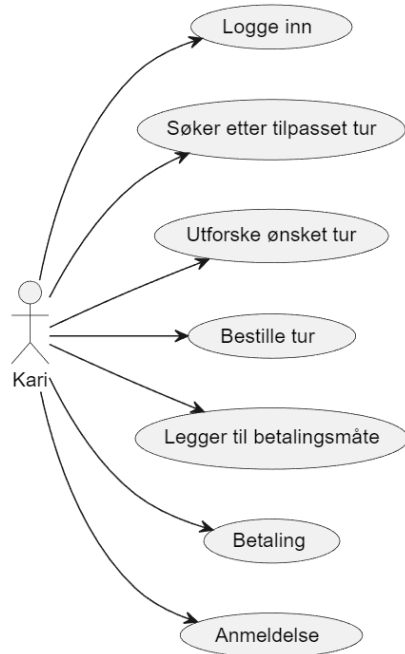 Logge inn
Søker etter tilpasset tur
Utforske ønsket tur
Bestille tur
Kari
Legger til betalingsmåte
Betaling
Anmeldelse